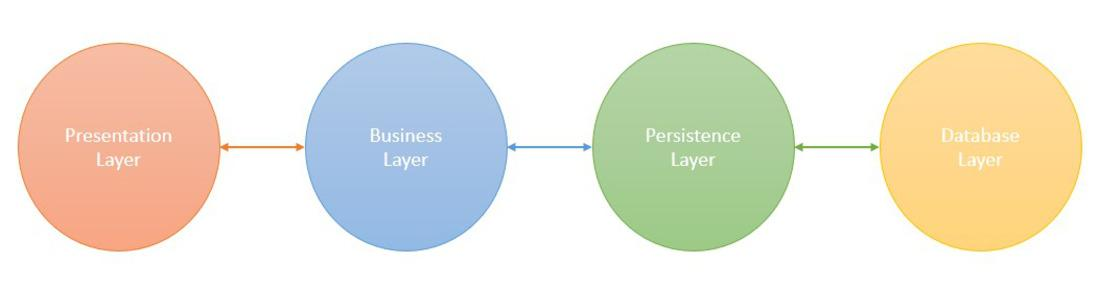 Presentation
Layer
Business
Layer
Persistence
Layer
Database
Layer